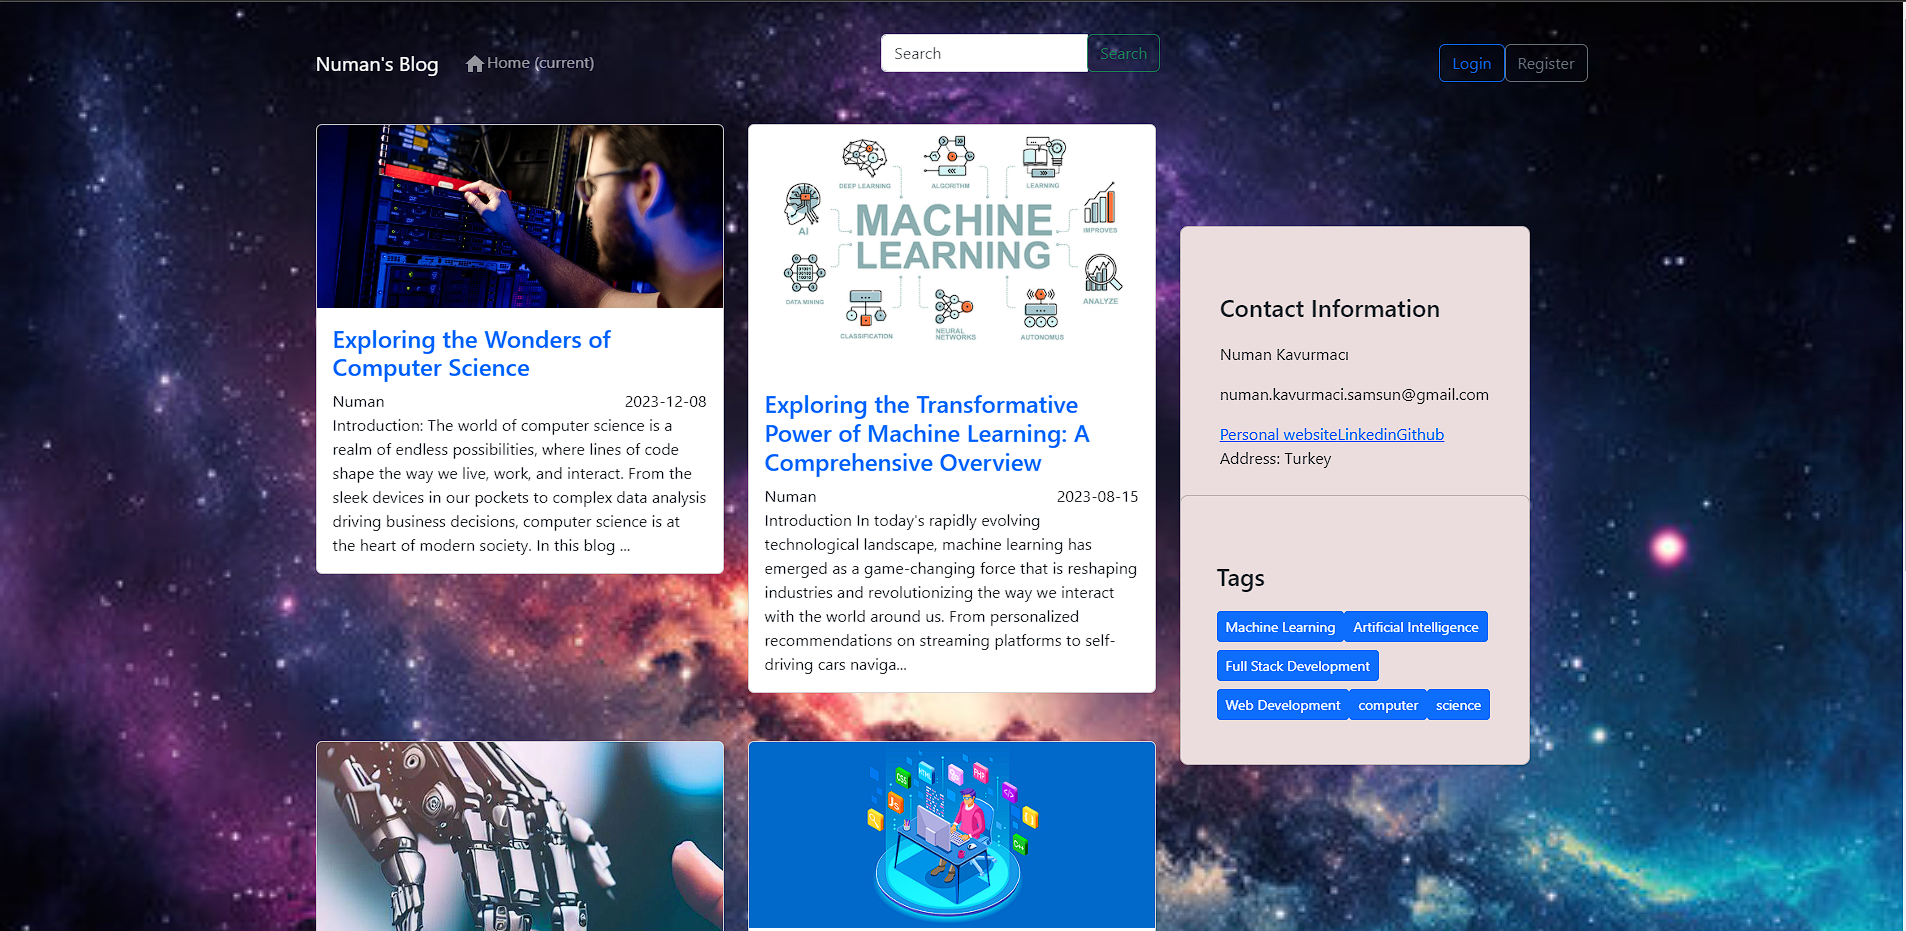 Numan's Blog
Home (current)
Search
Search
Login
Register
Exploring the Wonders of
Computer Science
Numan
2023-12-08
Introduction: The world of computer science is a
realm of endless possibilities, where lines of code
shape the way we live, work, and interact. From the
sleek devices in our pockets to complex data analysis
driving business decisions, computer science is at
the heart of modern society. In this blog ...
DEEP LEARNING
ALGORITHM
LEARNING
AI
MACHINE
LEARNING
IMPROVES
DATA MINING
ANALYZE
CLASSIFICATION
NEURAL
NETWORKS
AUTONOMUS
Exploring the Transformative
Power of Machine Learning: A
Comprehensive Overview
Numan
2023-08-15
Introduction In today's rapidly evolving
technological landscape, machine learning has
emerged as a game-changing force that is reshaping
industries and revolutionizing the way we interact
with the world around us. From personalized
recommendations on streaming platforms to self-
driving cars naviga...
Contact Information
Numan Kavurmacı
numan.kavurmaci.samsun@gmail.com
Personal websiteLinkedinGithub
Address: Turkey
Tags
Machine Learning
Artificial Intelligence
Full Stack Development
Web Development
computer
science
CSS
HTML
PHP
JS
C++